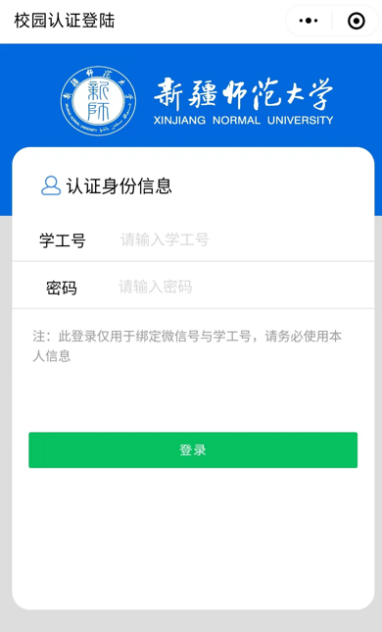 校园认证登陆
新疆师范大学
XINJIANG NORMAL UNIVERSITY
认证身份信息
学工号 请输入学工号
密码 请输入密码
注：此登录仅用于绑定微信号与学工号，请务必使用本
人信息
登录